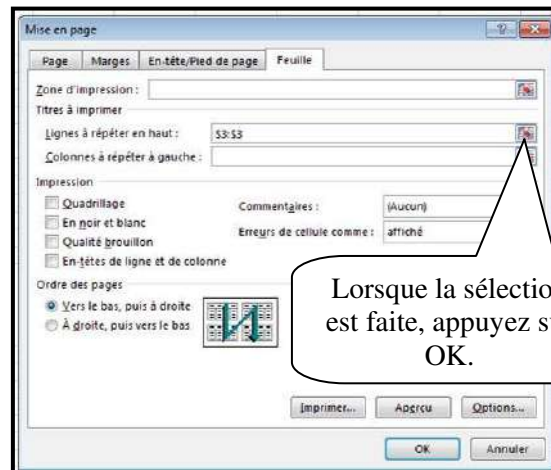 Mise en page
Page Marges En-tête/Pied de page Feuille
Zone d'impression :
Titres à imprimer
Lignes à répéter en haut : $3:$3
Colonnes à répéter à gauche :
Impression
Quadrillage
En noir et blanc
Qualité brouillon
En-têtes de ligne et de colonne
Commentaires : (Aucun)
Erreurs de cellule comme : affiché
Ordre des pages
Vers le bas, puis à droite
À droite, puis vers le bas
Lorsque la sélectio
est faite, appuyez s
OK.
Imprimer... Aperçu Options...
OK Annuler